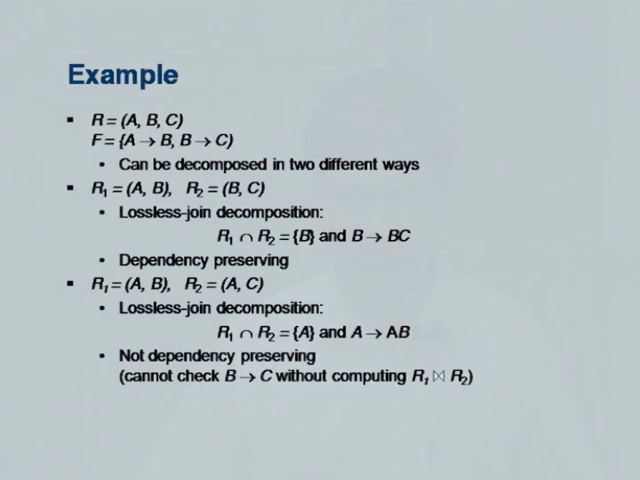 Example
▪ R = (A, B, C)
F = {A → B, B → C)
• Can be decomposed in two different ways
▪ R₁ = (A, B), R₂ = (B, C)
• Lossless-join decomposition:
R₁ ∩ R₂ = {B} and B → BC
• Dependency preserving
▪ R₁ = (A, B), R₂ = (A, C)
• Lossless-join decomposition:
R₁ ∩ R₂ = {A} and A → AB
• Not dependency preserving
(cannot check B → C without computing R₁ ⋈ R₂)